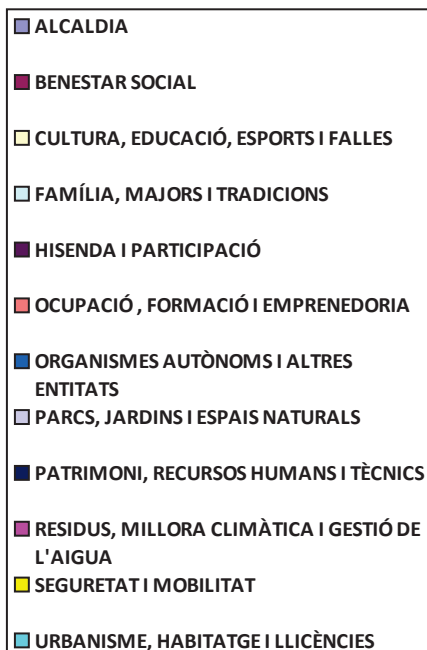 ALCALDIA
BENESTAR SOCIAL
CULTURA, EDUCACIÓ, ESPORTS I FALLES
FAMÍLIA, MAJORS I TRADICIONS
HISENDA I PARTICIPACIÓ
OCUPACIÓ , FORMACIÓ I EMPRENEDORIA
ORGANISMES AUTÒNOMS I ALTRES
ENTITATS
PARCS, JARDINS I ESPAIS NATURALS
PATRIMONI, RECURSOS HUMANS I TÈCNICS
RESIDUS, MILLORA CLIMÀTICA I GESTIÓ DE
L'AIGUA
SEGURETAT I MOBILITAT
URBANISME, HABITATGE I LLICÈNCIES